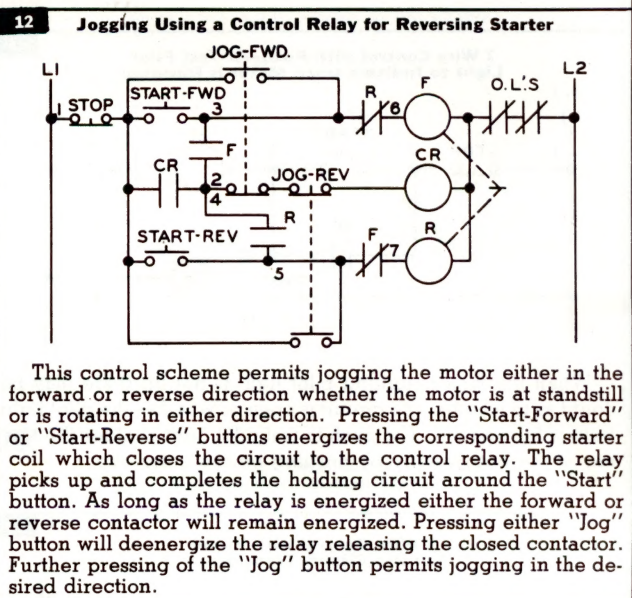 12 Jogging Using a Control Relay for Reversing Starter
JOG.-FWD.
L1
L2
1 STOP
START-FWD
3
R
6
F
O.L.'S
F
CR
CR
2
JOG-REV
4
R
START-REV
F
7
R
5
This control scheme permits jogging the motor either in the
forward or reverse direction whether the motor is at standstill
or is rotating in either direction. Pressing the "Start-Forward"
or "Start-Reverse" buttons energizes the corresponding starter
coil which closes the circuit to the control relay. The relay
picks up and completes the holding circuit around the "Start"
button. As long as the relay is energized either the forward or
reverse contactor will remain energized. Pressing either "Jog"
button will deenergize the relay releasing the closed contactor.
Further pressing of the "Jog" button permits jogging in the de-
sired direction.